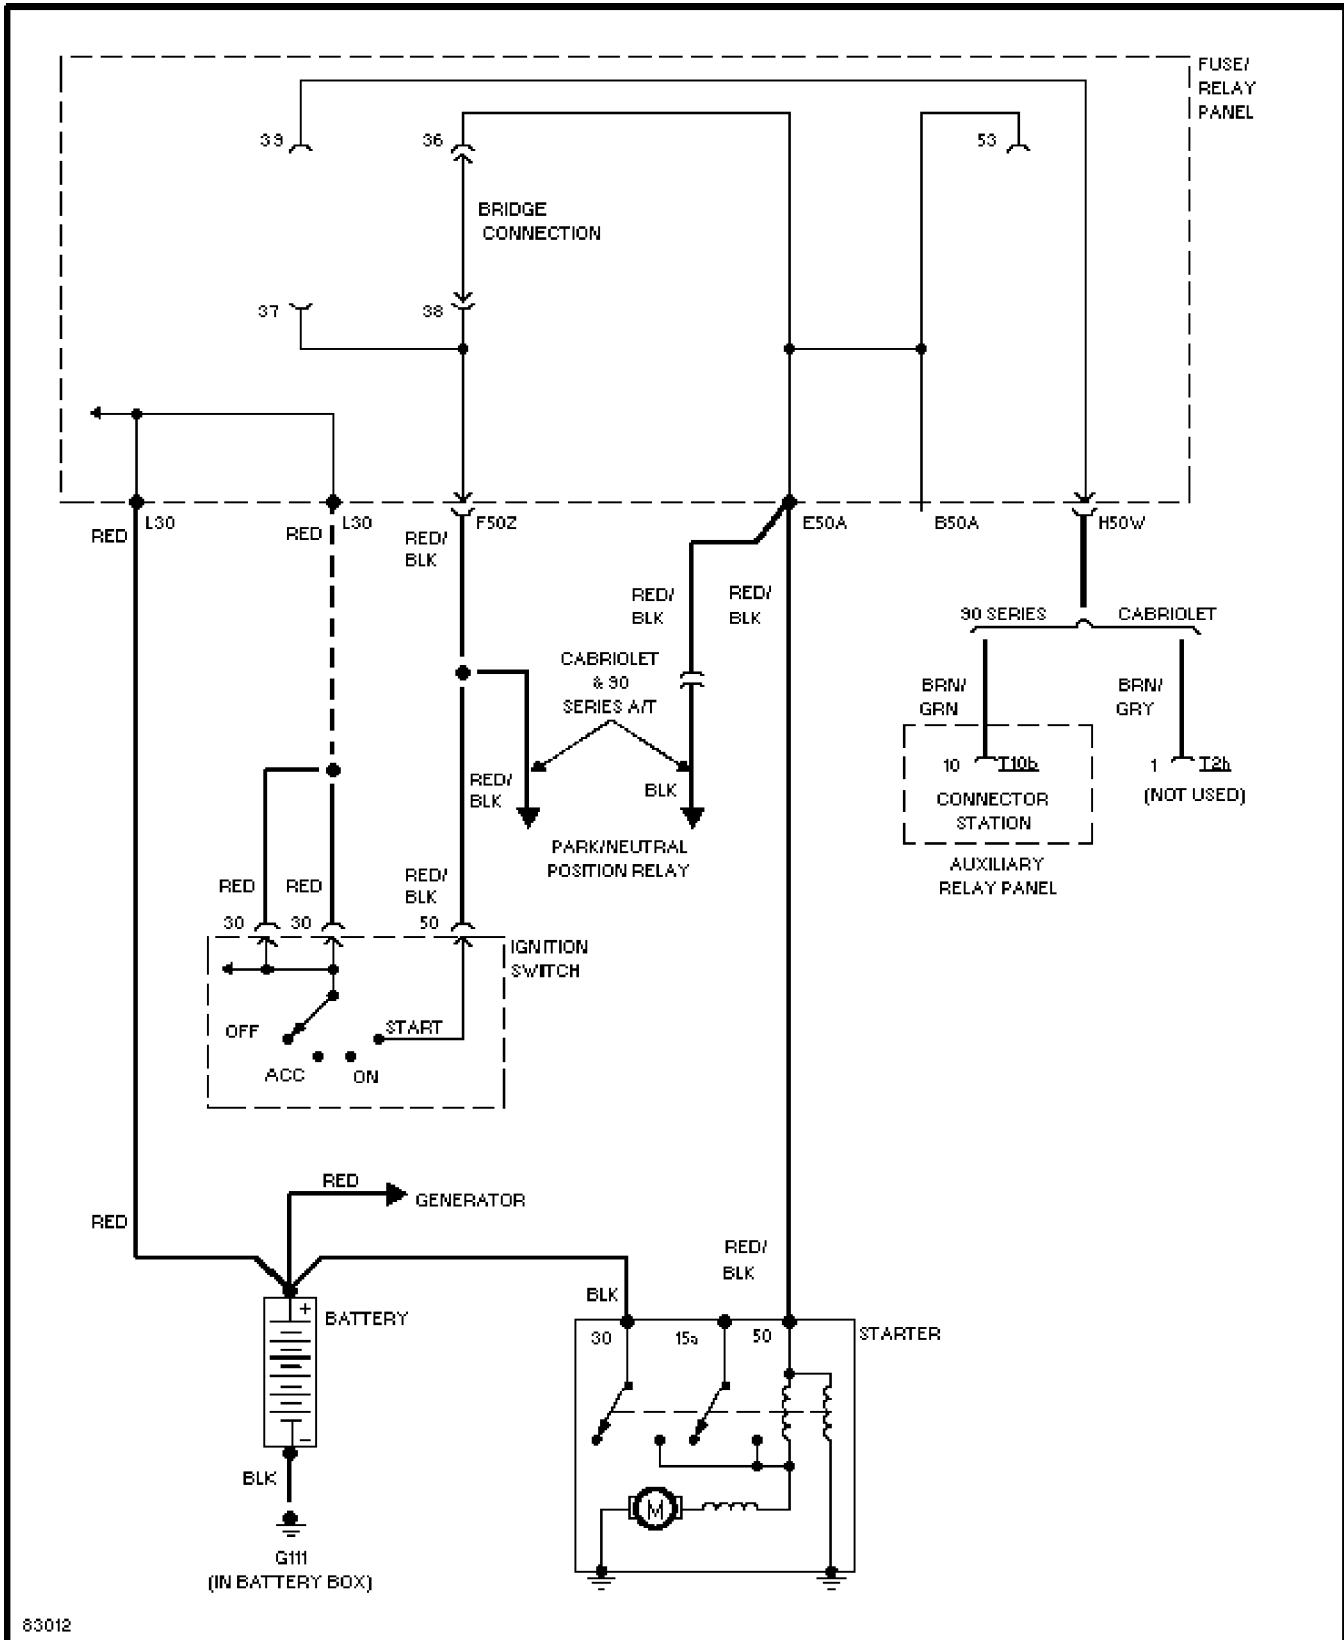 FUSE/
RELAY
PANEL
39
36
53
BRIDGE
CONNECTION
37
38
RED
L30
RED
L30
RED/
BLK
F50Z
E50A
B50A
H50W
RED/
BLK
RED/
BLK
90 SERIES
CABRIOLET
CABRIOLET
& 90
SERIES A/T
BRN/
GRN
BRN/
GRY
10
T10b
1
T2h
(NOT USED)
CONNECTOR
STATION
RED/
BLK
BLK
PARK/NEUTRAL
POSITION RELAY
AUXILIARY
RELAY PANEL
RED
RED
RED/
BLK
30
30
50
IGNITION
SWITCH
OFF
START
ACC
ON
RED
GENERATOR
RED
RED/
BLK
BLK
+
BATTERY
30
15a
50
STARTER
−
BLK
M
G111
(IN BATTERY BOX)
83012